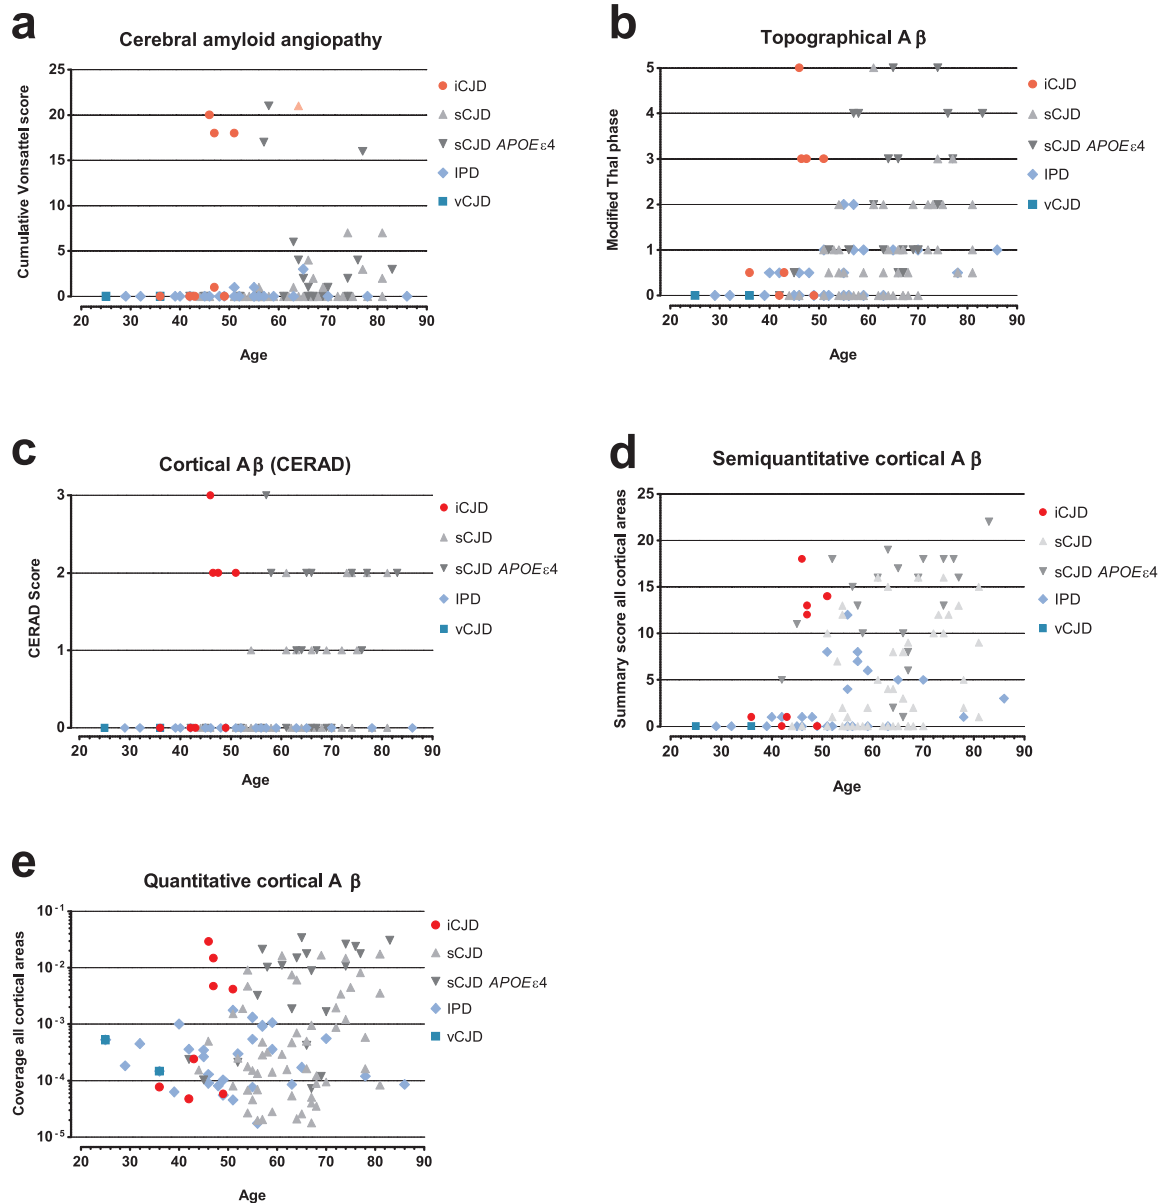 a
Cerebral amyloid angiopathy
Cumulative Vonsattel score
25
20
15
10
5
0
20 30 40 50 60 70 80 90
Age
iCJD
sCJD
sCJD APOEε4
IPD
vCJD
b
Topographical A β
Modified Thal phase
5
4
3
2
1
0
20 30 40 50 60 70 80 90
Age
iCJD
sCJD
sCJD APOEε4
IPD
vCJD
c
Cortical A β (CERAD)
CERAD Score
3
2
1
0
20 30 40 50 60 70 80 90
Age
iCJD
sCJD
sCJD APOEε4
IPD
vCJD
d
Semiquantitative cortical A β
Summary score all cortical areas
25
20
15
10
5
0
20 30 40 50 60 70 80 90
Age
iCJD
sCJD
sCJD APOEε4
IPD
vCJD
e
Quantitative cortical A β
Coverage all cortical areas
10⁻¹
10⁻²
10⁻³
10⁻⁴
10⁻⁵
20 30 40 50 60 70 80 90
Age
iCJD
sCJD
sCJD APOEε4
IPD
vCJD